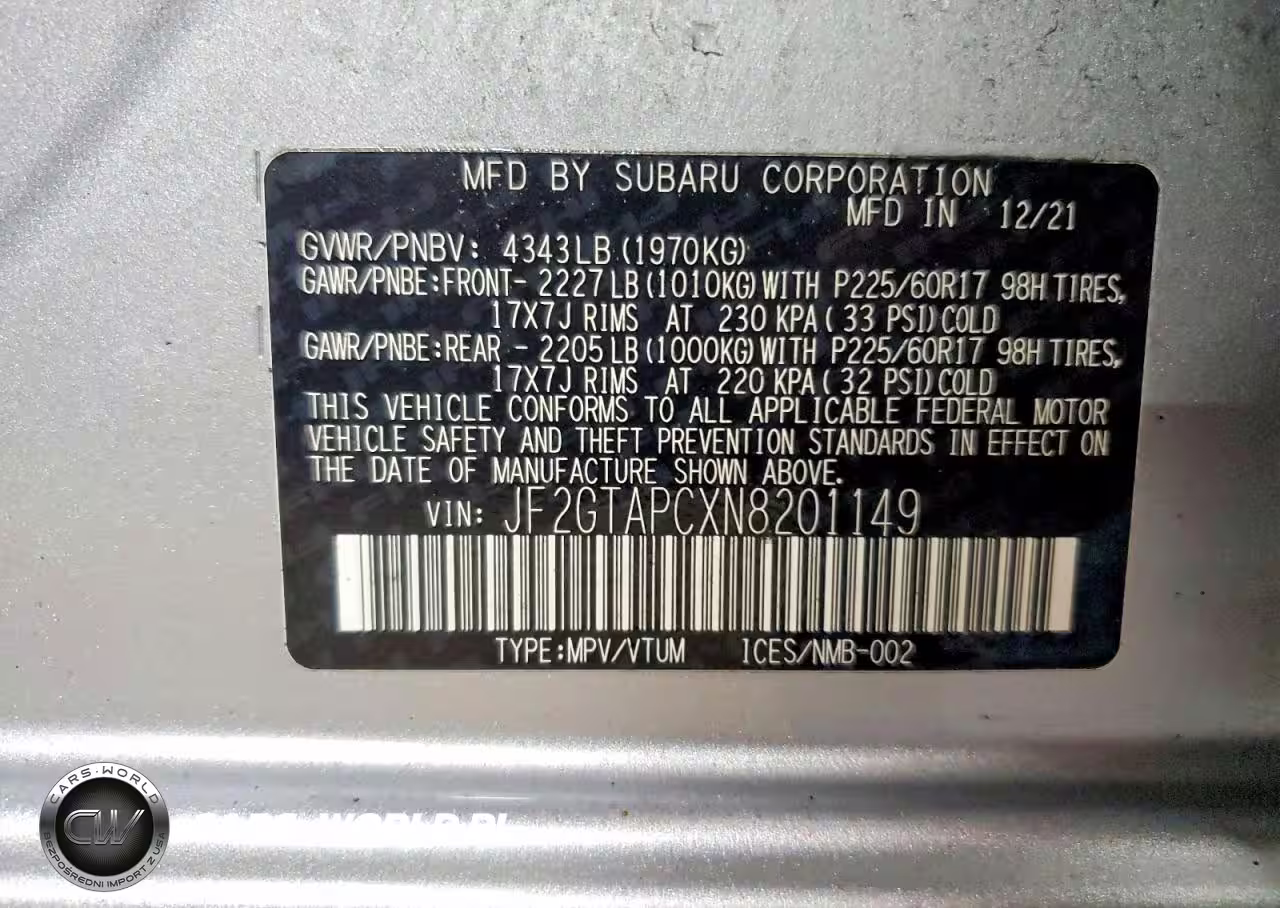 MFD BY SUBARU CORPORATION
MFD IN 12/21
GVWR/PNBV: 4343LB (1970KG)
GAWR/PNBE:FRONT- 2227LB (1010KG) WITH P225/60R17 98H TIRES,
17X7J RIMS AT 230 KPA ( 33 PSI) COLD
GAWR/PNBE:REAR - 2205LB (1000KG) WITH P225/60R17 98H TIRES,
17X7J RIMS AT 220 KPA ( 32 PSI) COLD
THIS VEHICLE CONFORMS TO ALL APPLICABLE FEDERAL MOTOR
VEHICLE SAFETY AND THEFT PREVENTION STANDARDS IN EFFECT ON
THE DATE OF MANUFACTURE SHOWN ABOVE.
VIN: JF2GTAPCXN8201149
TYPE:MPV/VTUM ICES/NMB-002
CARS-WORLD
CW
BEZPOŚREDNI IMPORT Z USA